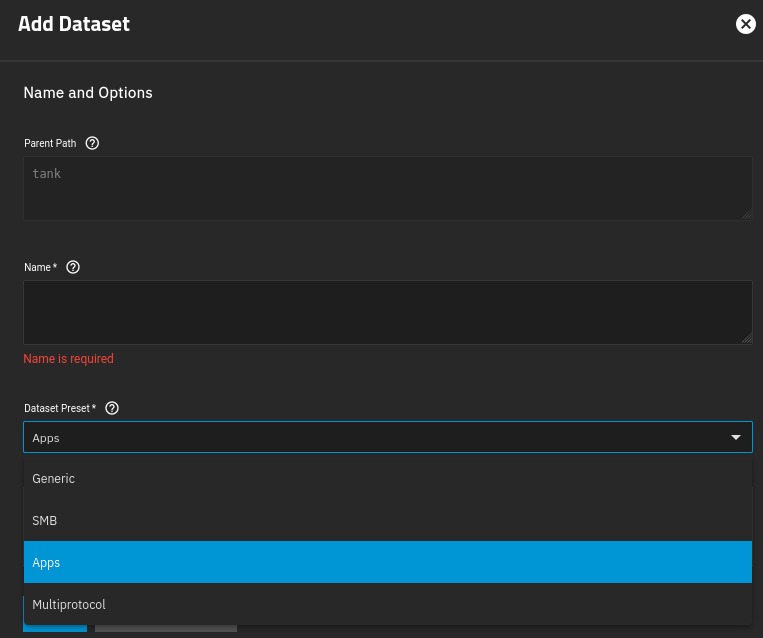 Add Dataset
Name and Options
Parent Path
tank
Name *
Name is required
Dataset Preset *
Apps
Generic
SMB
Apps
Multiprotocol